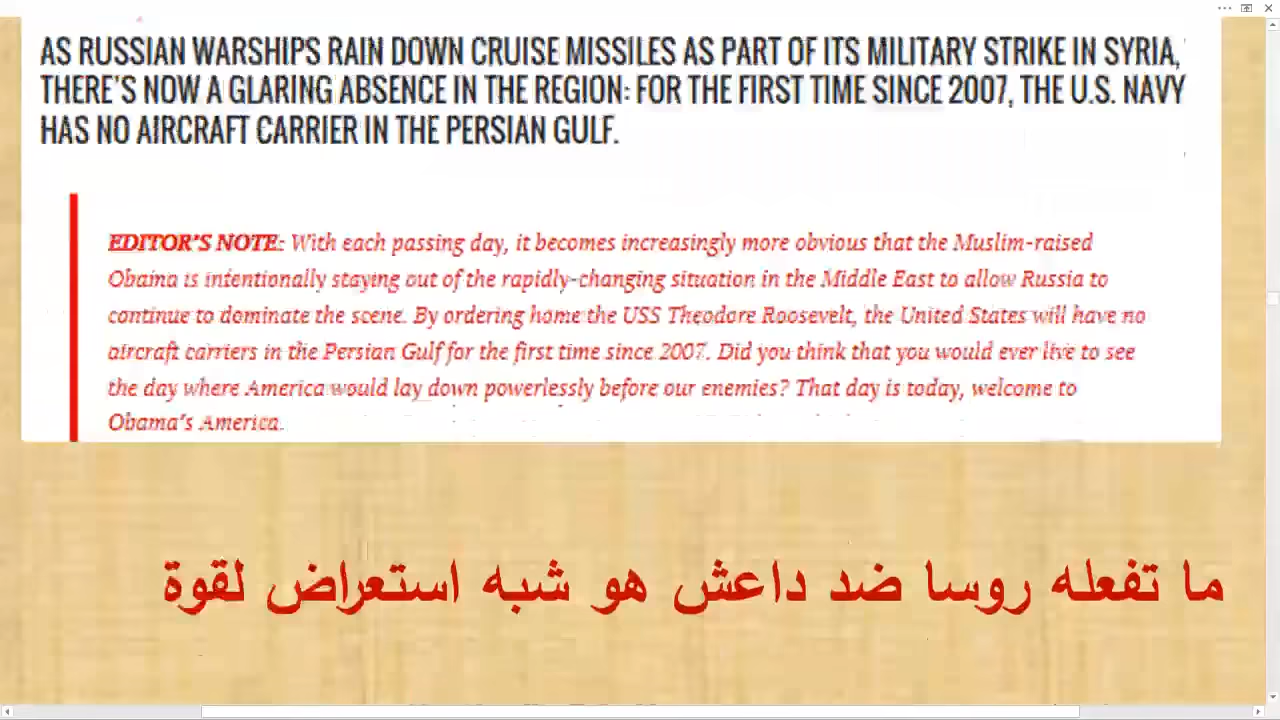 AS RUSSIAN WARSHIPS RAIN DOWN CRUISE MISSILES AS PART OF ITS MILITARY STRIKE IN SYRIA,
THERE'S NOW A GLARING ABSENCE IN THE REGION: FOR THE FIRST TIME SINCE 2007, THE U.S. NAVY
HAS NO AIRCRAFT CARRIER IN THE PERSIAN GULF.
EDITOR'S NOTE: With each passing day, it becomes increasingly more obvious that the Muslim-raised
Obama is intentionally staying out of the rapidly-changing situation in the Middle East to allow Russia to
continue to dominate the scene. By ordering home the USS Theodore Roosevelt, the United States will have no
aircraft carriers in the Persian Gulf for the first time since 2007. Did you think that you would ever live to see
the day where America would lay down powerlessly before our enemies? That day is today, welcome to
Obama's America.
ما تفعله روسا ضد داعش هو شبه استعراض لقوة